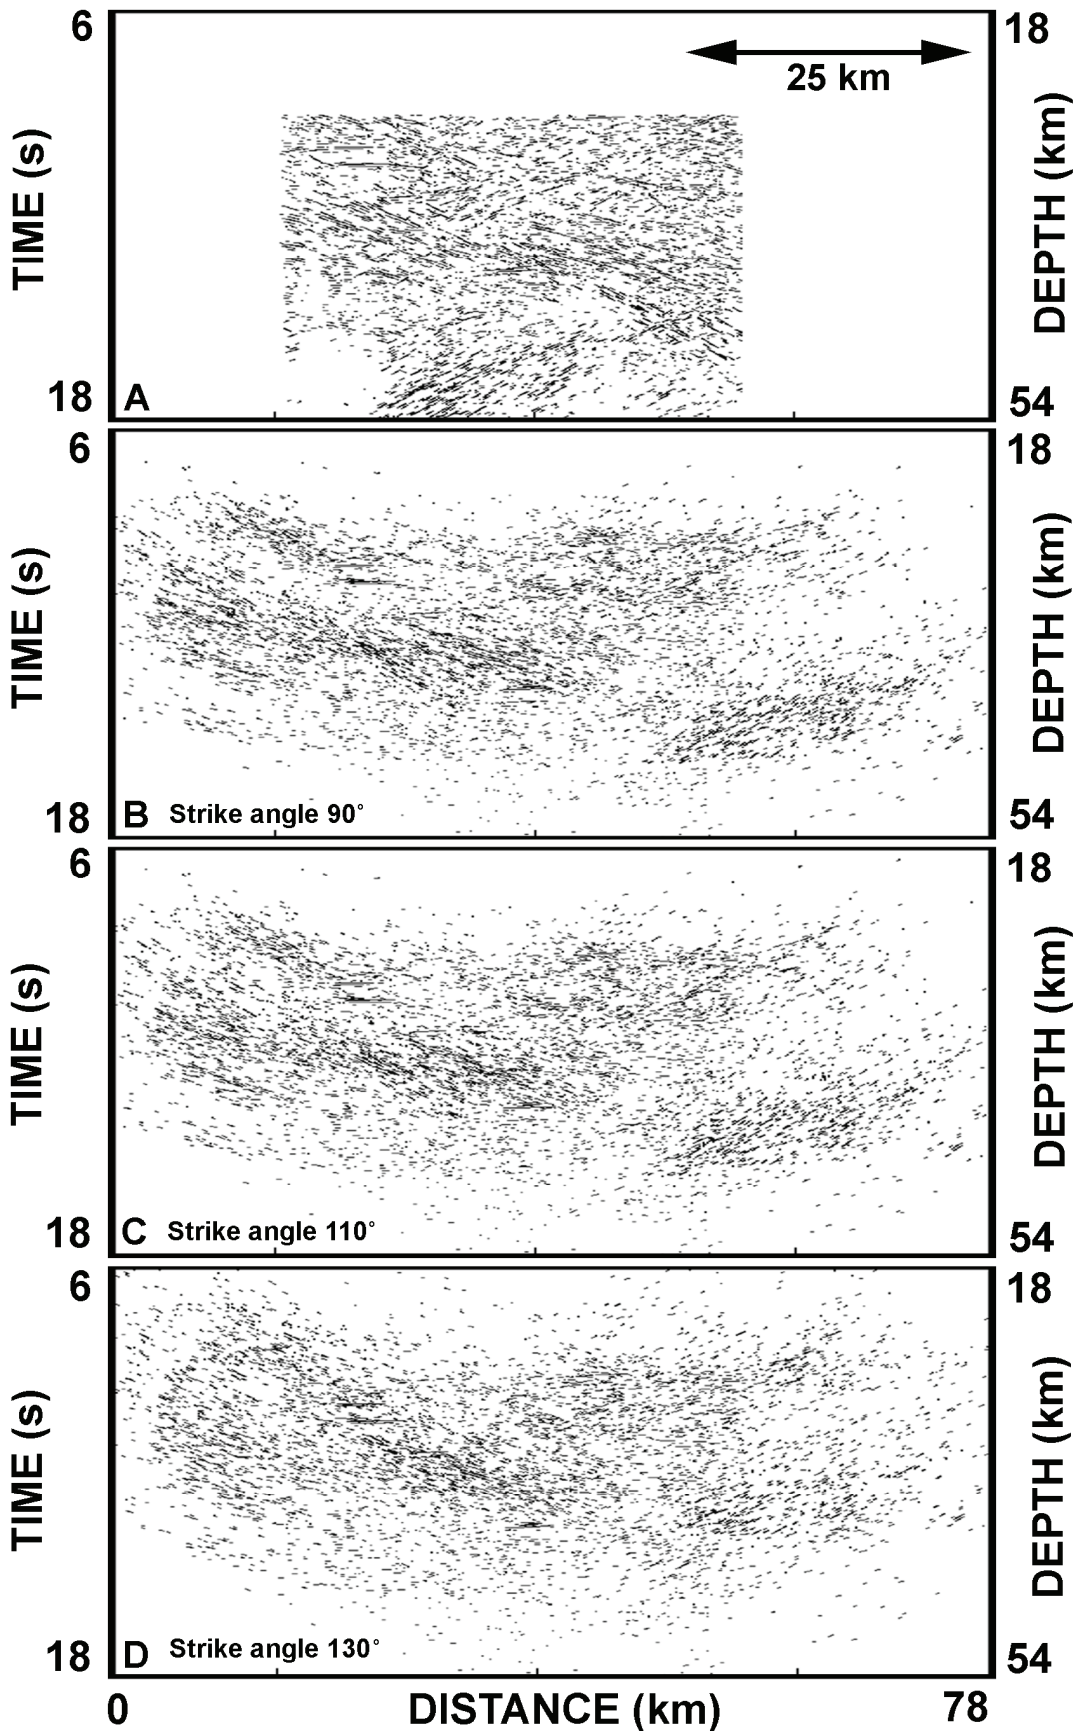 6
18
25 km
TIME (s)
DEPTH (km)
18
A
54
6
18
TIME (s)
DEPTH (km)
18
B Strike angle 90°
54
6
18
TIME (s)
DEPTH (km)
18
C Strike angle 110°
54
6
18
TIME (s)
DEPTH (km)
18
D Strike angle 130°
54
0 DISTANCE (km) 78